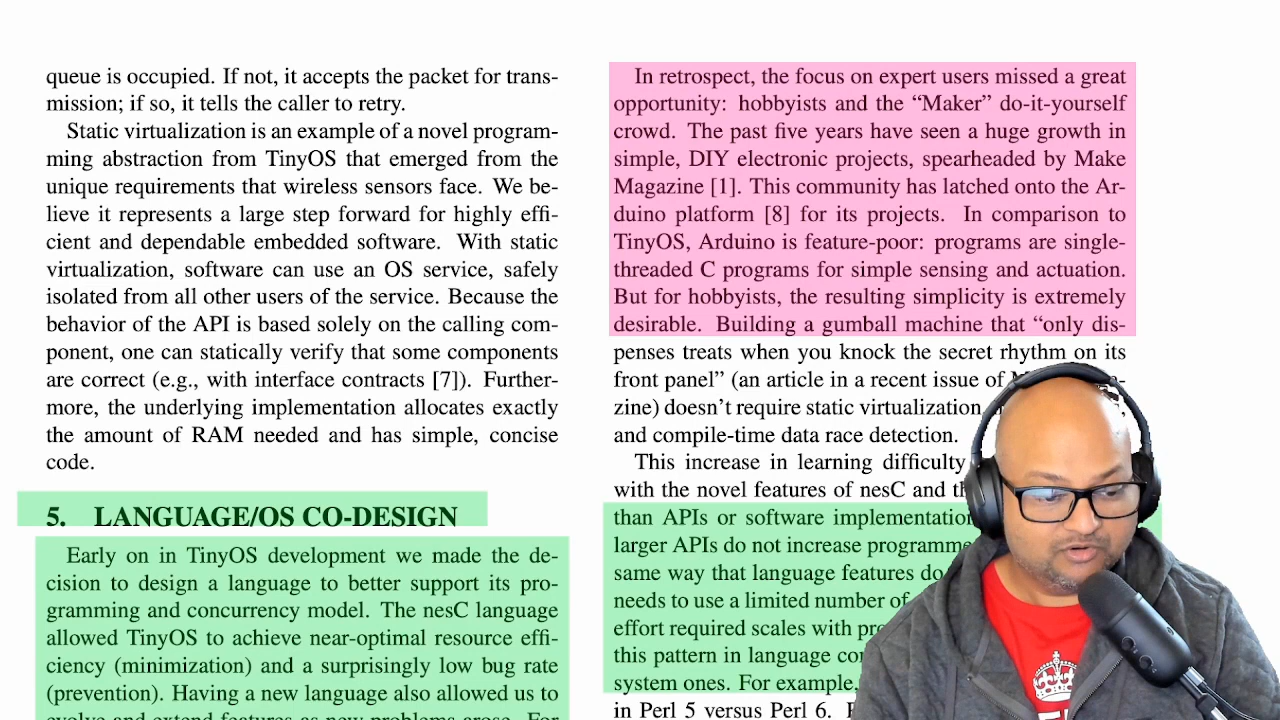 queue is occupied. If not, it accepts the packet for trans-
mission; if so, it tells the caller to retry.
Static virtualization is an example of a novel program-
ming abstraction from TinyOS that emerged from the
unique requirements that wireless sensors face. We be-
lieve it represents a large step forward for highly effi-
cient and dependable embedded software. With static
virtualization, software can use an OS service, safely
isolated from all other users of the service. Because the
behavior of the API is based solely on the calling com-
ponent, one can statically verify that some components
are correct (e.g., with interface contracts [7]). Further-
more, the underlying implementation allocates exactly
the amount of RAM needed and has simple, concise
code.
5. LANGUAGE/OS CO-DESIGN
Early on in TinyOS development we made the de-
cision to design a language to better support its pro-
gramming and concurrency model. The nesC language
allowed TinyOS to achieve near-optimal resource effi-
ciency (minimization) and a surprisingly low bug rate
(prevention). Having a new language also allowed us to
evolve and extend features as new problems arose. For
In retrospect, the focus on expert users missed a great
opportunity: hobbyists and the “Maker” do-it-yourself
crowd. The past five years have seen a huge growth in
simple, DIY electronic projects, spearheaded by Make
Magazine [1]. This community has latched onto the Ar-
duino platform [8] for its projects. In comparison to
TinyOS, Arduino is feature-poor: programs are single-
threaded C programs for simple sensing and actuation.
But for hobbyists, the resulting simplicity is extremely
desirable. Building a gumball machine that “only dis-
penses treats when you knock the secret rhythm on its
front panel” (an article in a recent issue of
zine) doesn’t require static virtualization
and compile-time data race detection.
This increase in learning difficulty
with the novel features of nesC and
than APIs or software
larger APIs do not increase
same way that language features do
needs to use a limited number of
effort required scales with
this pattern in language
system ones. For example,
in Perl 5 versus Perl 6.